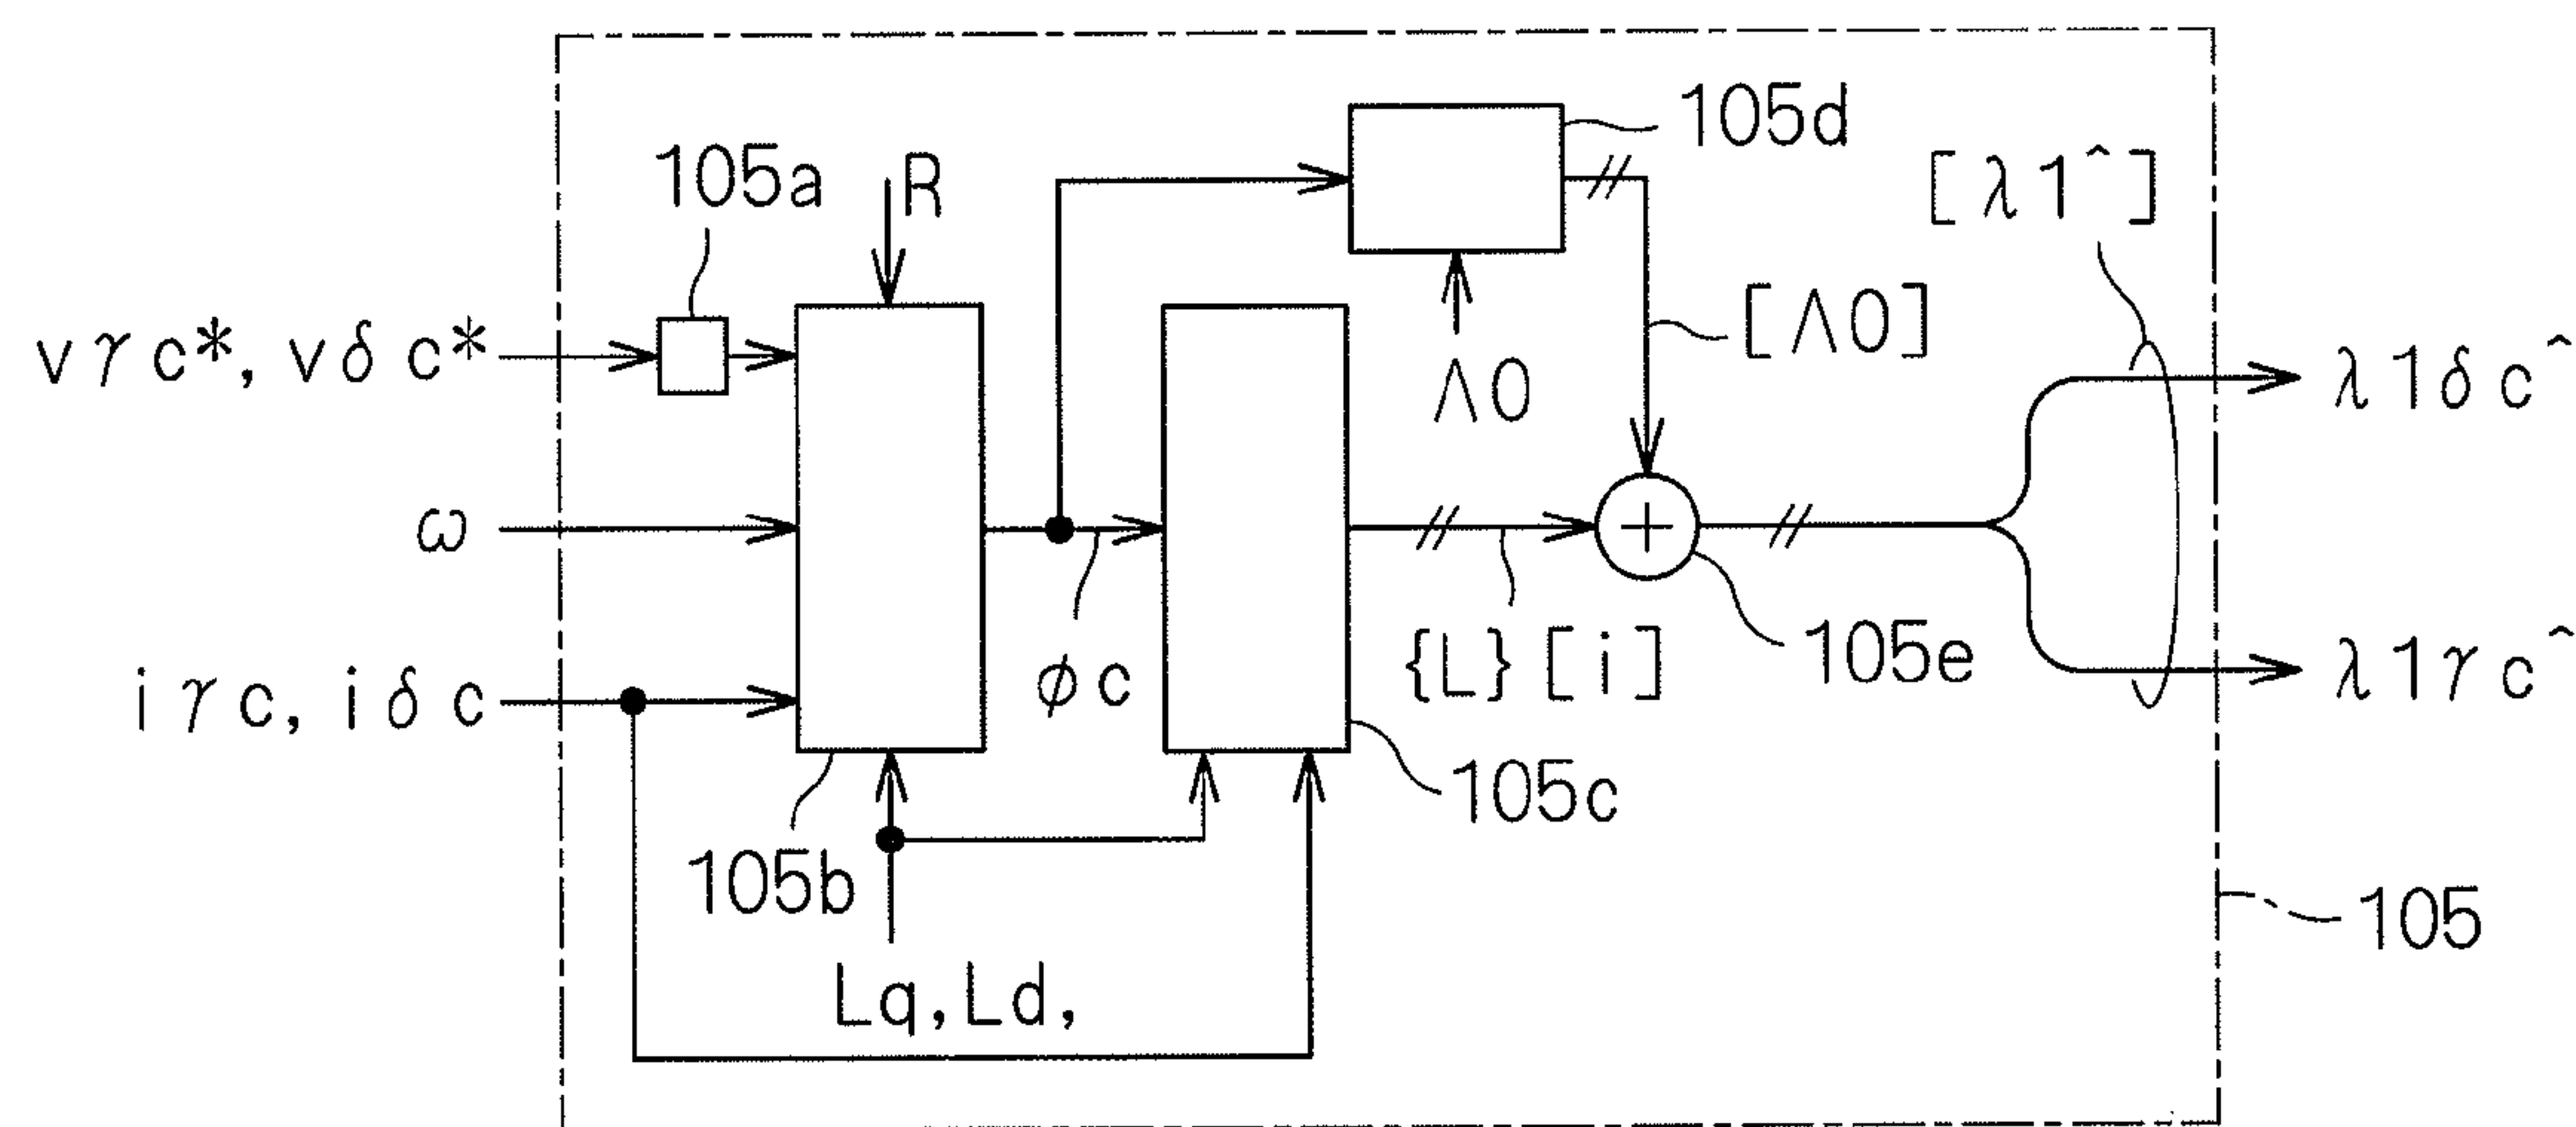 105d
[λ1^]
105a
R
vγc*, vδc*
[Λ0]
Λ0
λ1δc^
ω
φc
{L}[i]
105e
λ1γc^
iγc, iδc
105c
105b
105
Lq, Ld,